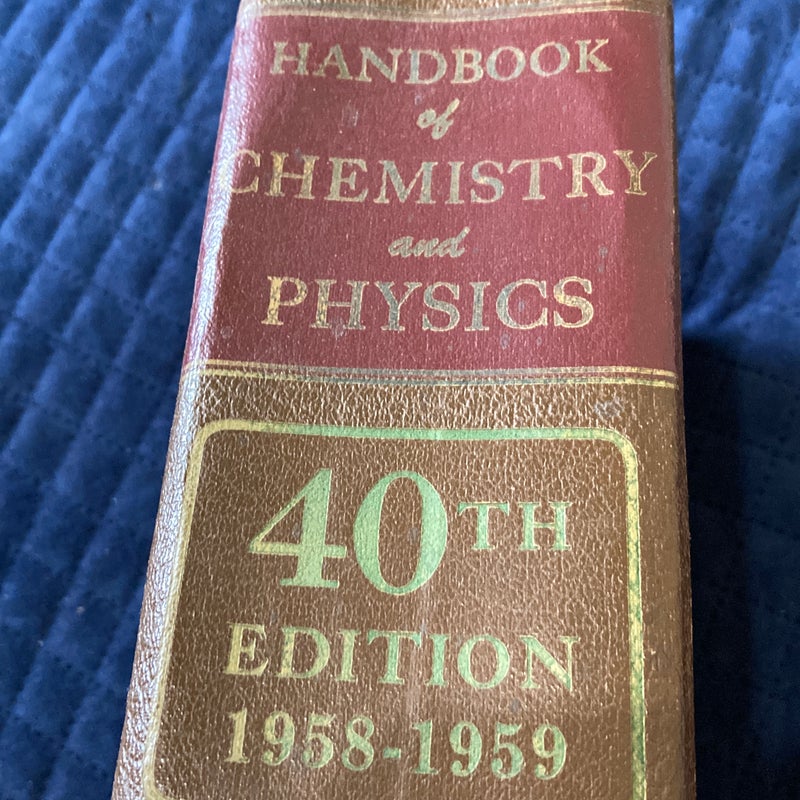 HANDBOOK
of
CHEMISTRY
and
PHYSICS
40TH
EDITION
1958-1959